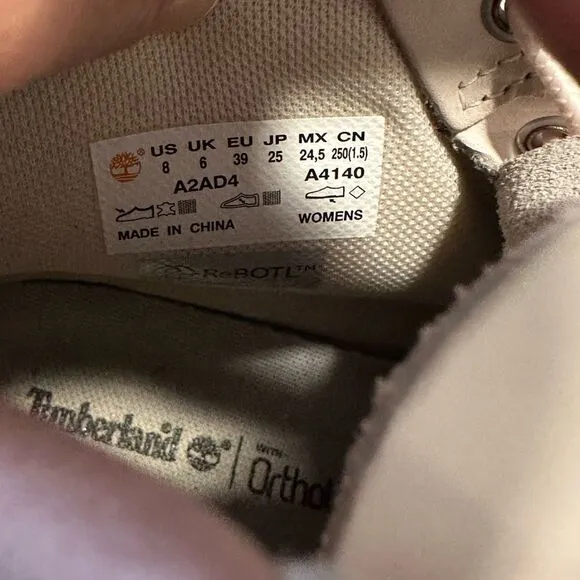 US UK EU JP MX CN
8 6 39 25 24,5 250(1.5)
A2AD4 A4140
MADE IN CHINA WOMENS
ReBOTL™
Timberland ® WITH